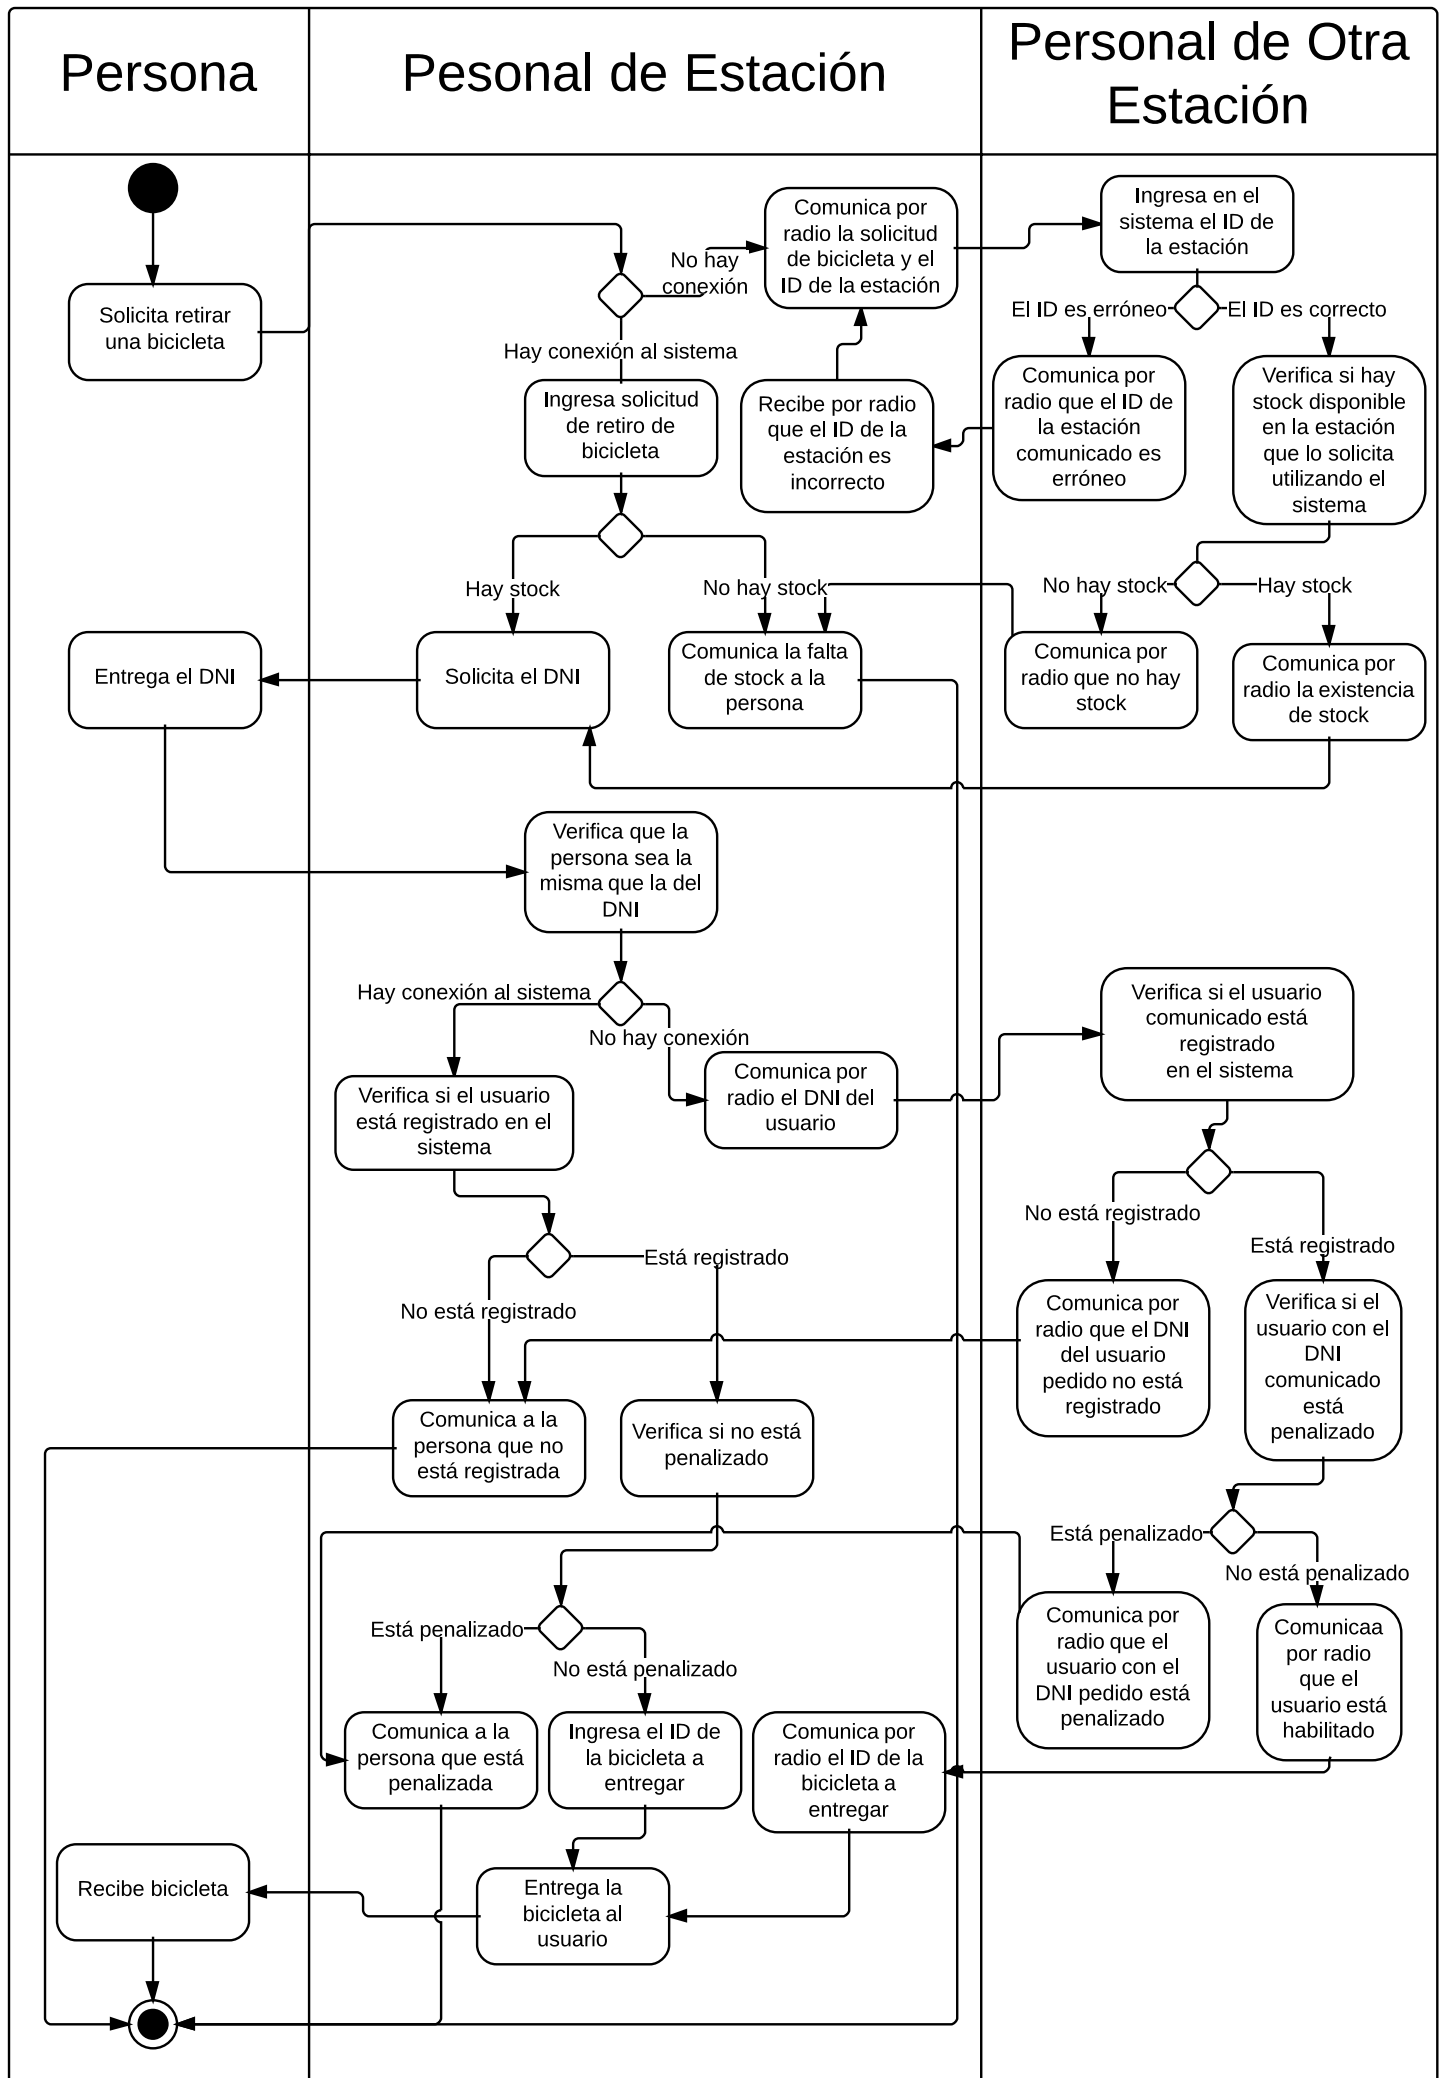 Persona
Pesonal de Estación
Personal de Otra
Estación
Solicita retirar
una bicicleta
No hay
conexión
Comunica por
radio la solicitud
de bicicleta y el
ID de la estación
Ingresa en el
sistema el ID de
la estación
El ID es erróneo
El ID es correcto
Hay conexión al sistema
Ingresa solicitud
de retiro de
bicicleta
Recibe por radio
que el ID de la
estación es
incorrecto
Comunica por
radio que el ID de
la estación
comunicado es
erróneo
Verifica si hay
stock disponible
en la estación
que lo solicita
utilizando el
sistema
Hay stock
No hay stock
No hay stock
Hay stock
Entrega el DNI
Solicita el DNI
Comunica la falta
de stock a la
persona
Comunica por
radio que no hay
stock
Comunica por
radio la existencia
de stock
Verifica que la
persona sea la
misma que la del
DNI
Hay conexión al sistema
No hay conexión
Verifica si el usuario
comunicado está
registrado
en el sistema
Verifica si el usuario
está registrado en el
sistema
Comunica por
radio el DNI del
usuario
No está registrado
Está registrado
Está registrado
No está registrado
Comunica por
radio que el DNI
del usuario
pedido no está
registrado
Verifica si el
usuario con el
DNI
comunicado
está
penalizado
Comunica a la
persona que no
está registrada
Verifica si no está
penalizado
Está penalizado
No está penalizado
Está penalizado
No está penalizado
Comunica por
radio que el
usuario con el
DNI pedido está
penalizado
Comunicaa
por radio
que el
usuario está
habilitado
Comunica a la
persona que está
penalizada
Ingresa el ID de
la bicicleta a
entregar
Comunica por
radio el ID de la
bicicleta a
entregar
Recibe bicicleta
Entrega la
bicicleta al
usuario